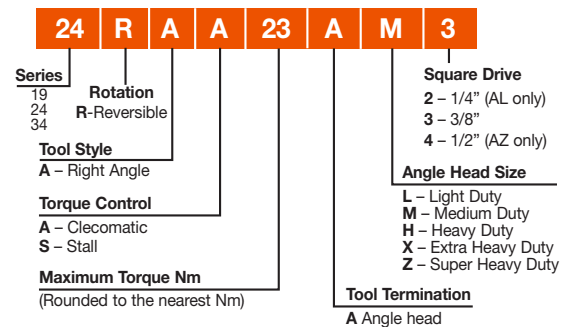 24 R A A 23 A M 3
Series
19
24
34
Rotation
R-Reversible
Tool Style
A – Right Angle
Torque Control
A – Clecomatic
S – Stall
Maximum Torque Nm
(Rounded to the nearest Nm)
Square Drive
2 – 1/4” (AL only)
3 – 3/8”
4 – 1/2” (AZ only)
Angle Head Size
L – Light Duty
M – Medium Duty
H – Heavy Duty
X – Extra Heavy Duty
Z – Super Heavy Duty
Tool Termination
A Angle head